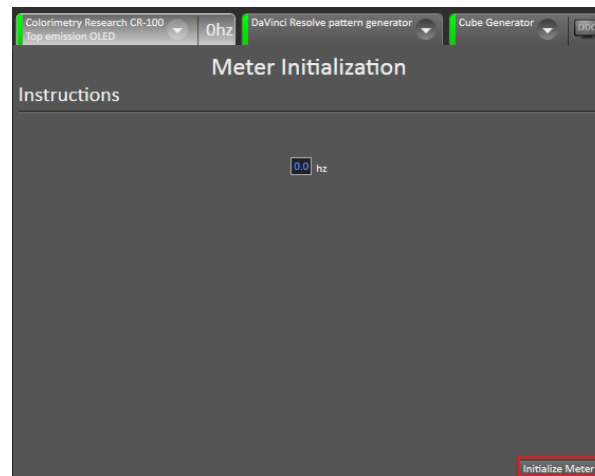 Colorimetry Research CR-100
Top emission OLED
0hz
DaVinci Resolve pattern generator
Cube Generator
DDC
Meter Initialization
Instructions
0.0 hz
Initialize Meter